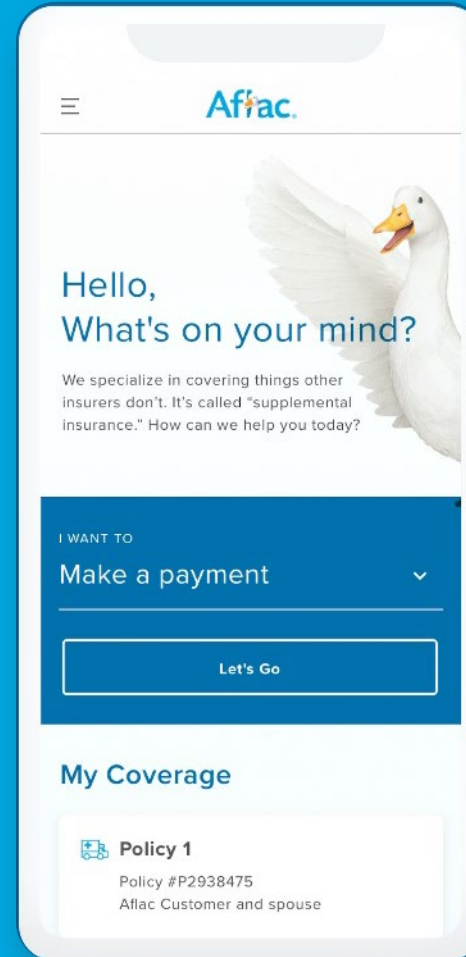 Aflac.
Hello,
What's on your mind?
We specialize in covering things other
insurers don’t. It’s called “supplemental
insurance.” How can we help you today?
I WANT TO
Make a payment
Let's Go
My Coverage
Policy 1
Policy #P2938475
Aflac Customer and spouse